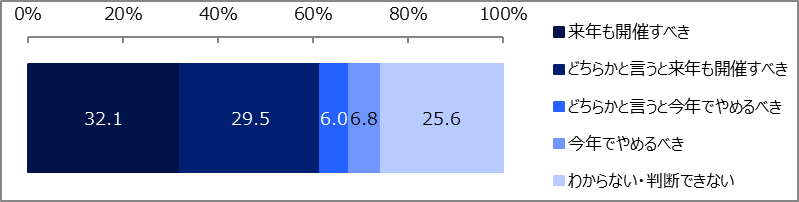 0% 20% 40% 60% 80% 100%
32.1 29.5 6.0 6.8 25.6
来年も開催すべき
どちらかと言うと来年も開催すべき
どちらかと言うと今年でやめるべき
今年でやめるべき
わからない・判断できない